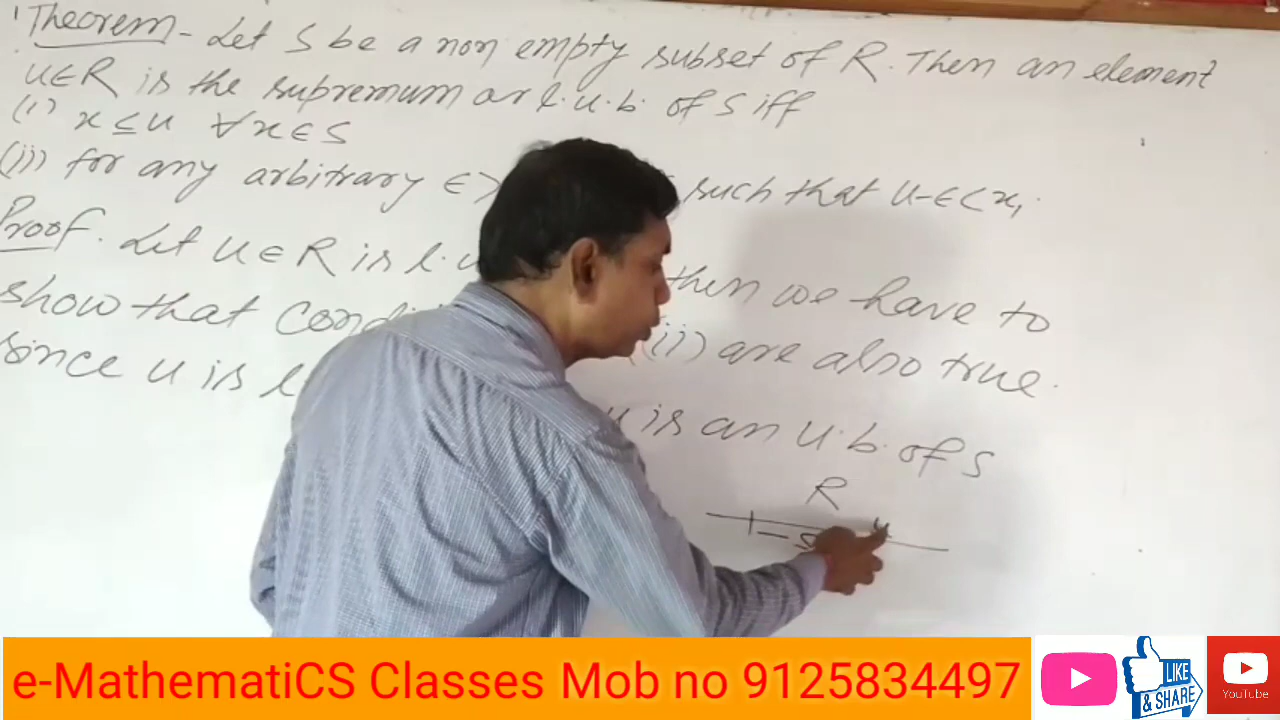 Theorem - Let S be a non empty subset of R. Then an element
u∈R is the supremum or l.u.b. of S iff
(i) x ≤ u ∀x∈S
(ii) for any arbitrary ∈> such that u-∈<x₁.
Proof. Let u∈R is l.u then we have to
show that (ii) are also true.
since u is l u is an u.b. of S
R
u
S
e-MathematiCS Classes Mob no 9125834497
LIKE
& SHARE
YouTube